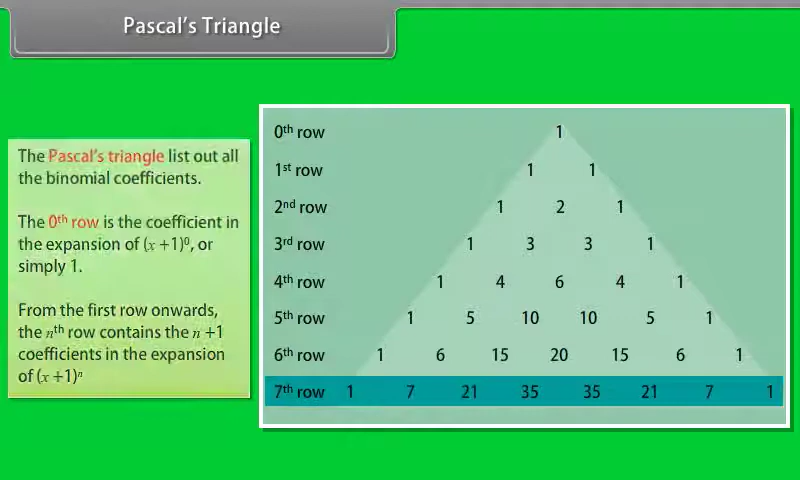 Pascal's Triangle
The Pascal's triangle list out all
the binomial coefficients.
The 0th row is the coefficient in
the expansion of (x +1)⁰, or
simply 1.
From the first row onwards,
the nth row contains the n +1
coefficients in the expansion
of (x +1)ⁿ
0th row 1
1st row 1 1
2nd row 1 2 1
3rd row 1 3 3 1
4th row 1 4 6 4 1
5th row 1 5 10 10 5 1
6th row 1 6 15 20 15 6 1
7th row 1 7 21 35 35 21 7 1